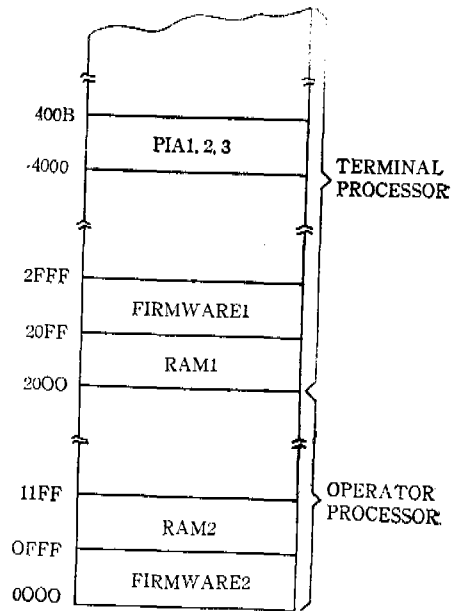 400B
PIA1, 2, 3
4000
TERMINAL
PROCESSOR
2FFF
FIRMWARE1
20FF
RAM1
2000
11FF
OPERATOR
PROCESSOR
RAM2
0FFF
FIRMWARE2
0000